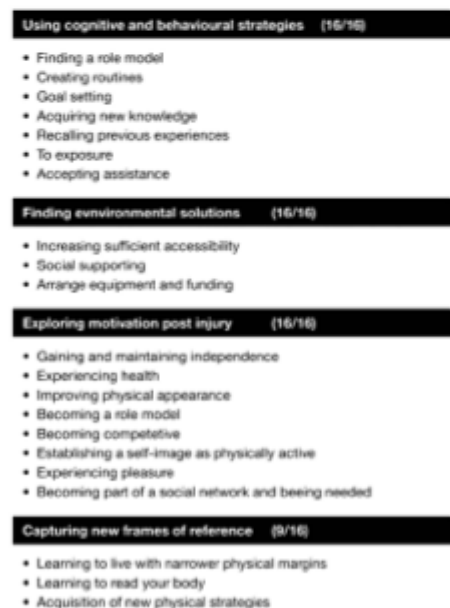 Using cognitive and behavioural strategies (16/16)
• Finding a role model
• Creating routines
• Goal setting
• Acquiring new knowledge
• Recalling previous experiences
• To exposure
• Accepting assistance
Finding evnvironmental solutions (16/16)
• Increasing sufficient accessibility
• Social supporting
• Arrange equipment and funding
Exploring motivation post injury (16/16)
• Gaining and maintaining independence
• Experiencing health
• Improving physical appearance
• Becoming a role model
• Becoming competetive
• Establishing a self-image as physically active
• Experiencing pleasure
• Becoming part of a social network and beeing needed
Capturing new frames of reference (9/16)
• Learning to live with narrower physical margins
• Learning to read your body
• Acquisition of new physical strategies